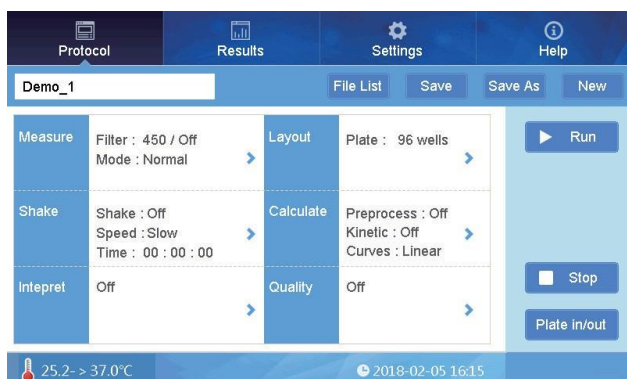 Protocol Results Settings Help
Demo_1 File List Save Save As New
Measure
Filter : 450 / Off
Mode : Normal
Layout
Plate : 96 wells
Run
Shake
Shake : Off
Speed : Slow
Time : 00 : 00 : 00
Calculate
Preprocess : Off
Kinetic : Off
Curves : Linear
Intepret
Off
Quality
Off
Stop
Plate in/out
25.2- > 37.0°C 2018-02-05 16:15